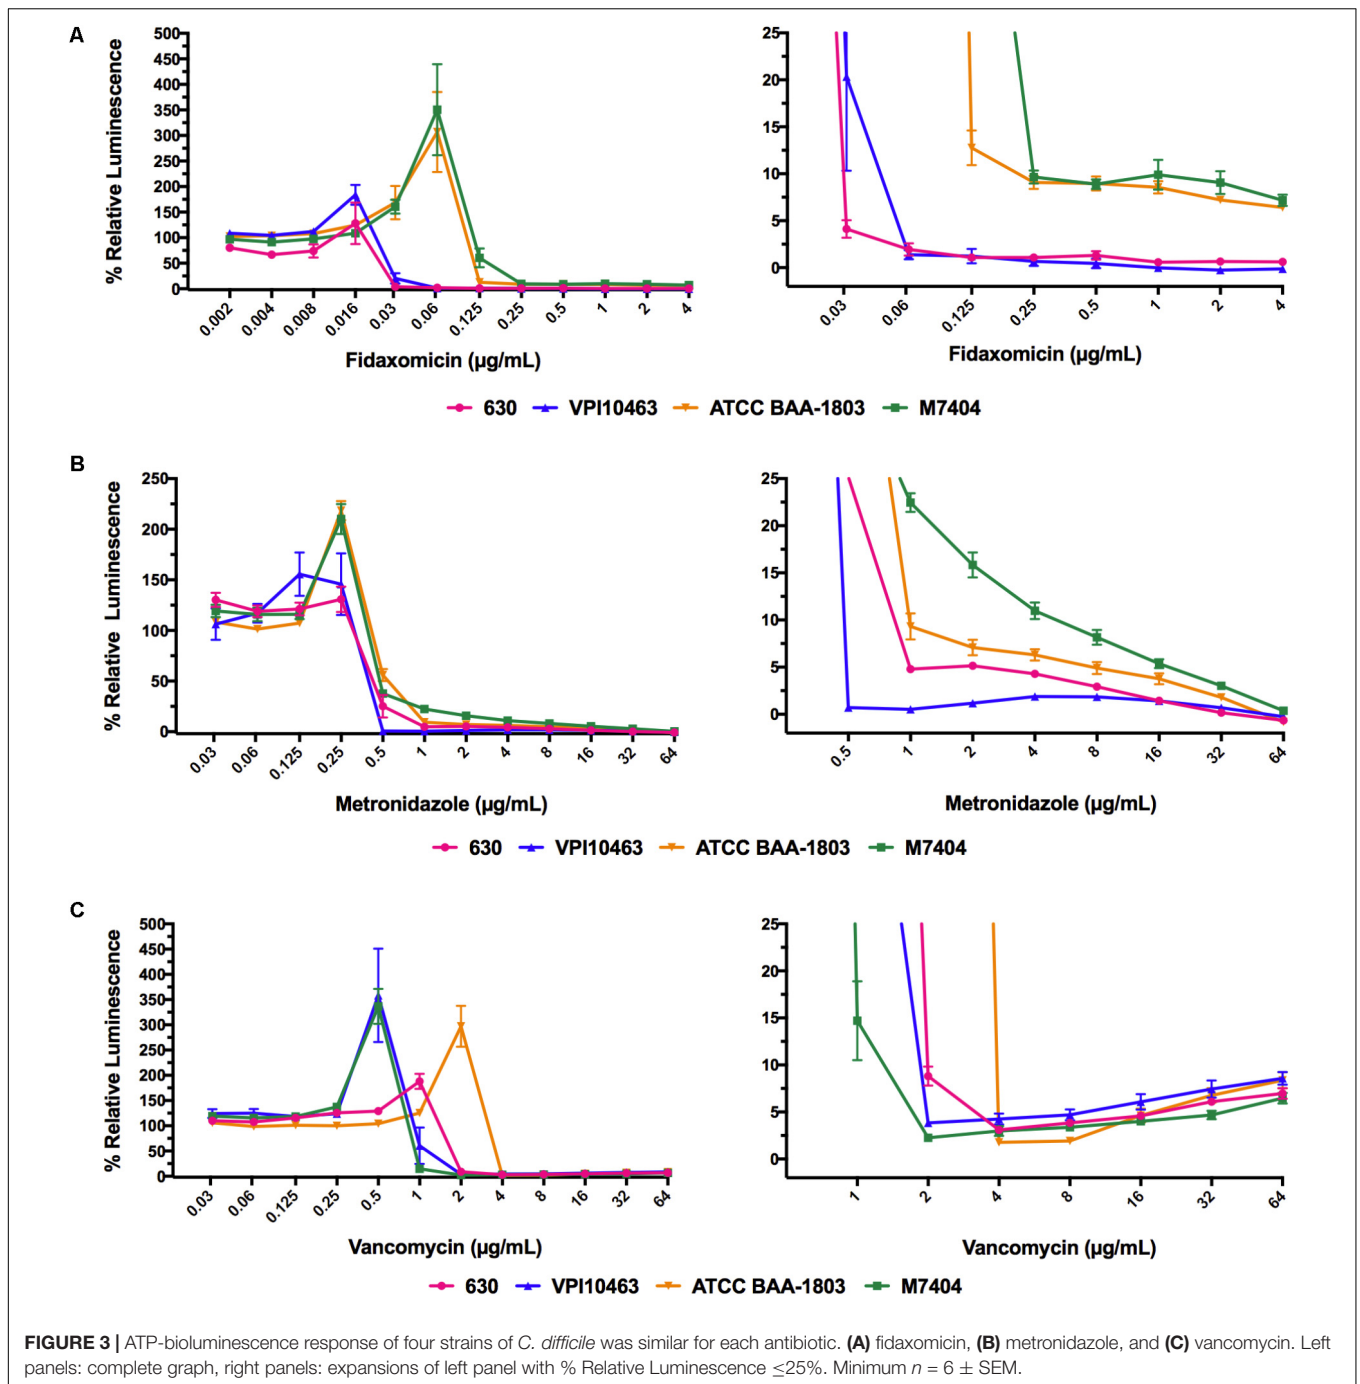 A
% Relative Luminescence
500
450
400
350
300
250
200
150
100
50
0
0.002 0.004 0.008 0.016 0.03 0.06 0.125 0.25 0.5 1 2 4
Fidaxomicin (µg/mL)
25
20
15
10
5
0
0.03 0.06 0.125 0.25 0.5 1 2 4
Fidaxomicin (µg/mL)
630 VPI10463 ATCC BAA-1803 M7404
B
% Relative Luminescence
250
200
150
100
50
0
0.03 0.06 0.125 0.25 0.5 1 2 4 8 16 32 64
Metronidazole (µg/mL)
25
20
15
10
5
0
0.5 1 2 4 8 16 32 64
Metronidazole (µg/mL)
630 VPI10463 ATCC BAA-1803 M7404
C
% Relative Luminescence
500
450
400
350
300
250
200
150
100
50
0
0.03 0.06 0.125 0.25 0.5 1 2 4 8 16 32 64
Vancomycin (µg/mL)
25
20
15
10
5
0
1 2 4 8 16 32 64
Vancomycin (µg/mL)
630 VPI10463 ATCC BAA-1803 M7404
FIGURE 3 | ATP-bioluminescence response of four strains of C. difficile was similar for each antibiotic. (A) fidaxomicin, (B) metronidazole, and (C) vancomycin. Left
panels: complete graph, right panels: expansions of left panel with % Relative Luminescence ≤25%. Minimum n = 6 ± SEM.